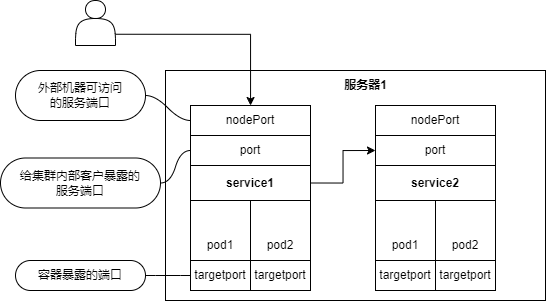 服务器1
外部机器可访问
的服务端口
nodePort
nodePort
给集群内部客户暴露的
服务端口
port
port
service1
service2
pod1
pod2
pod1
pod2
容器暴露的端口
targetport
targetport
targetport
targetport